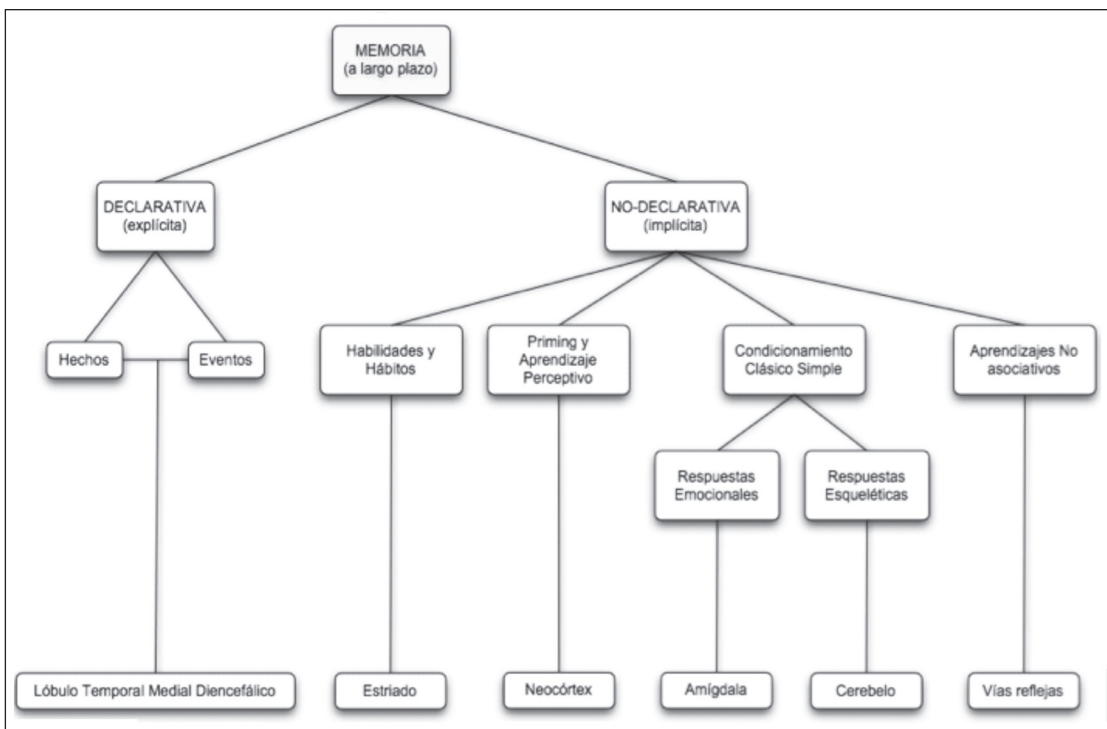 MEMORIA
(a largo plazo)
DECLARATIVA
(explícita)
NO-DECLARATIVA
(implícita)
Hechos
Eventos
Habilidades y
Hábitos
Priming y
Aprendizaje
Perceptivo
Condicionamiento
Clásico Simple
Aprendizajes No
asociativos
Respuestas
Emocionales
Respuestas
Esqueléticas
Lóbulo Temporal Medial Diencefálico
Estriado
Neocórtex
Amígdala
Cerebelo
Vías reflejas